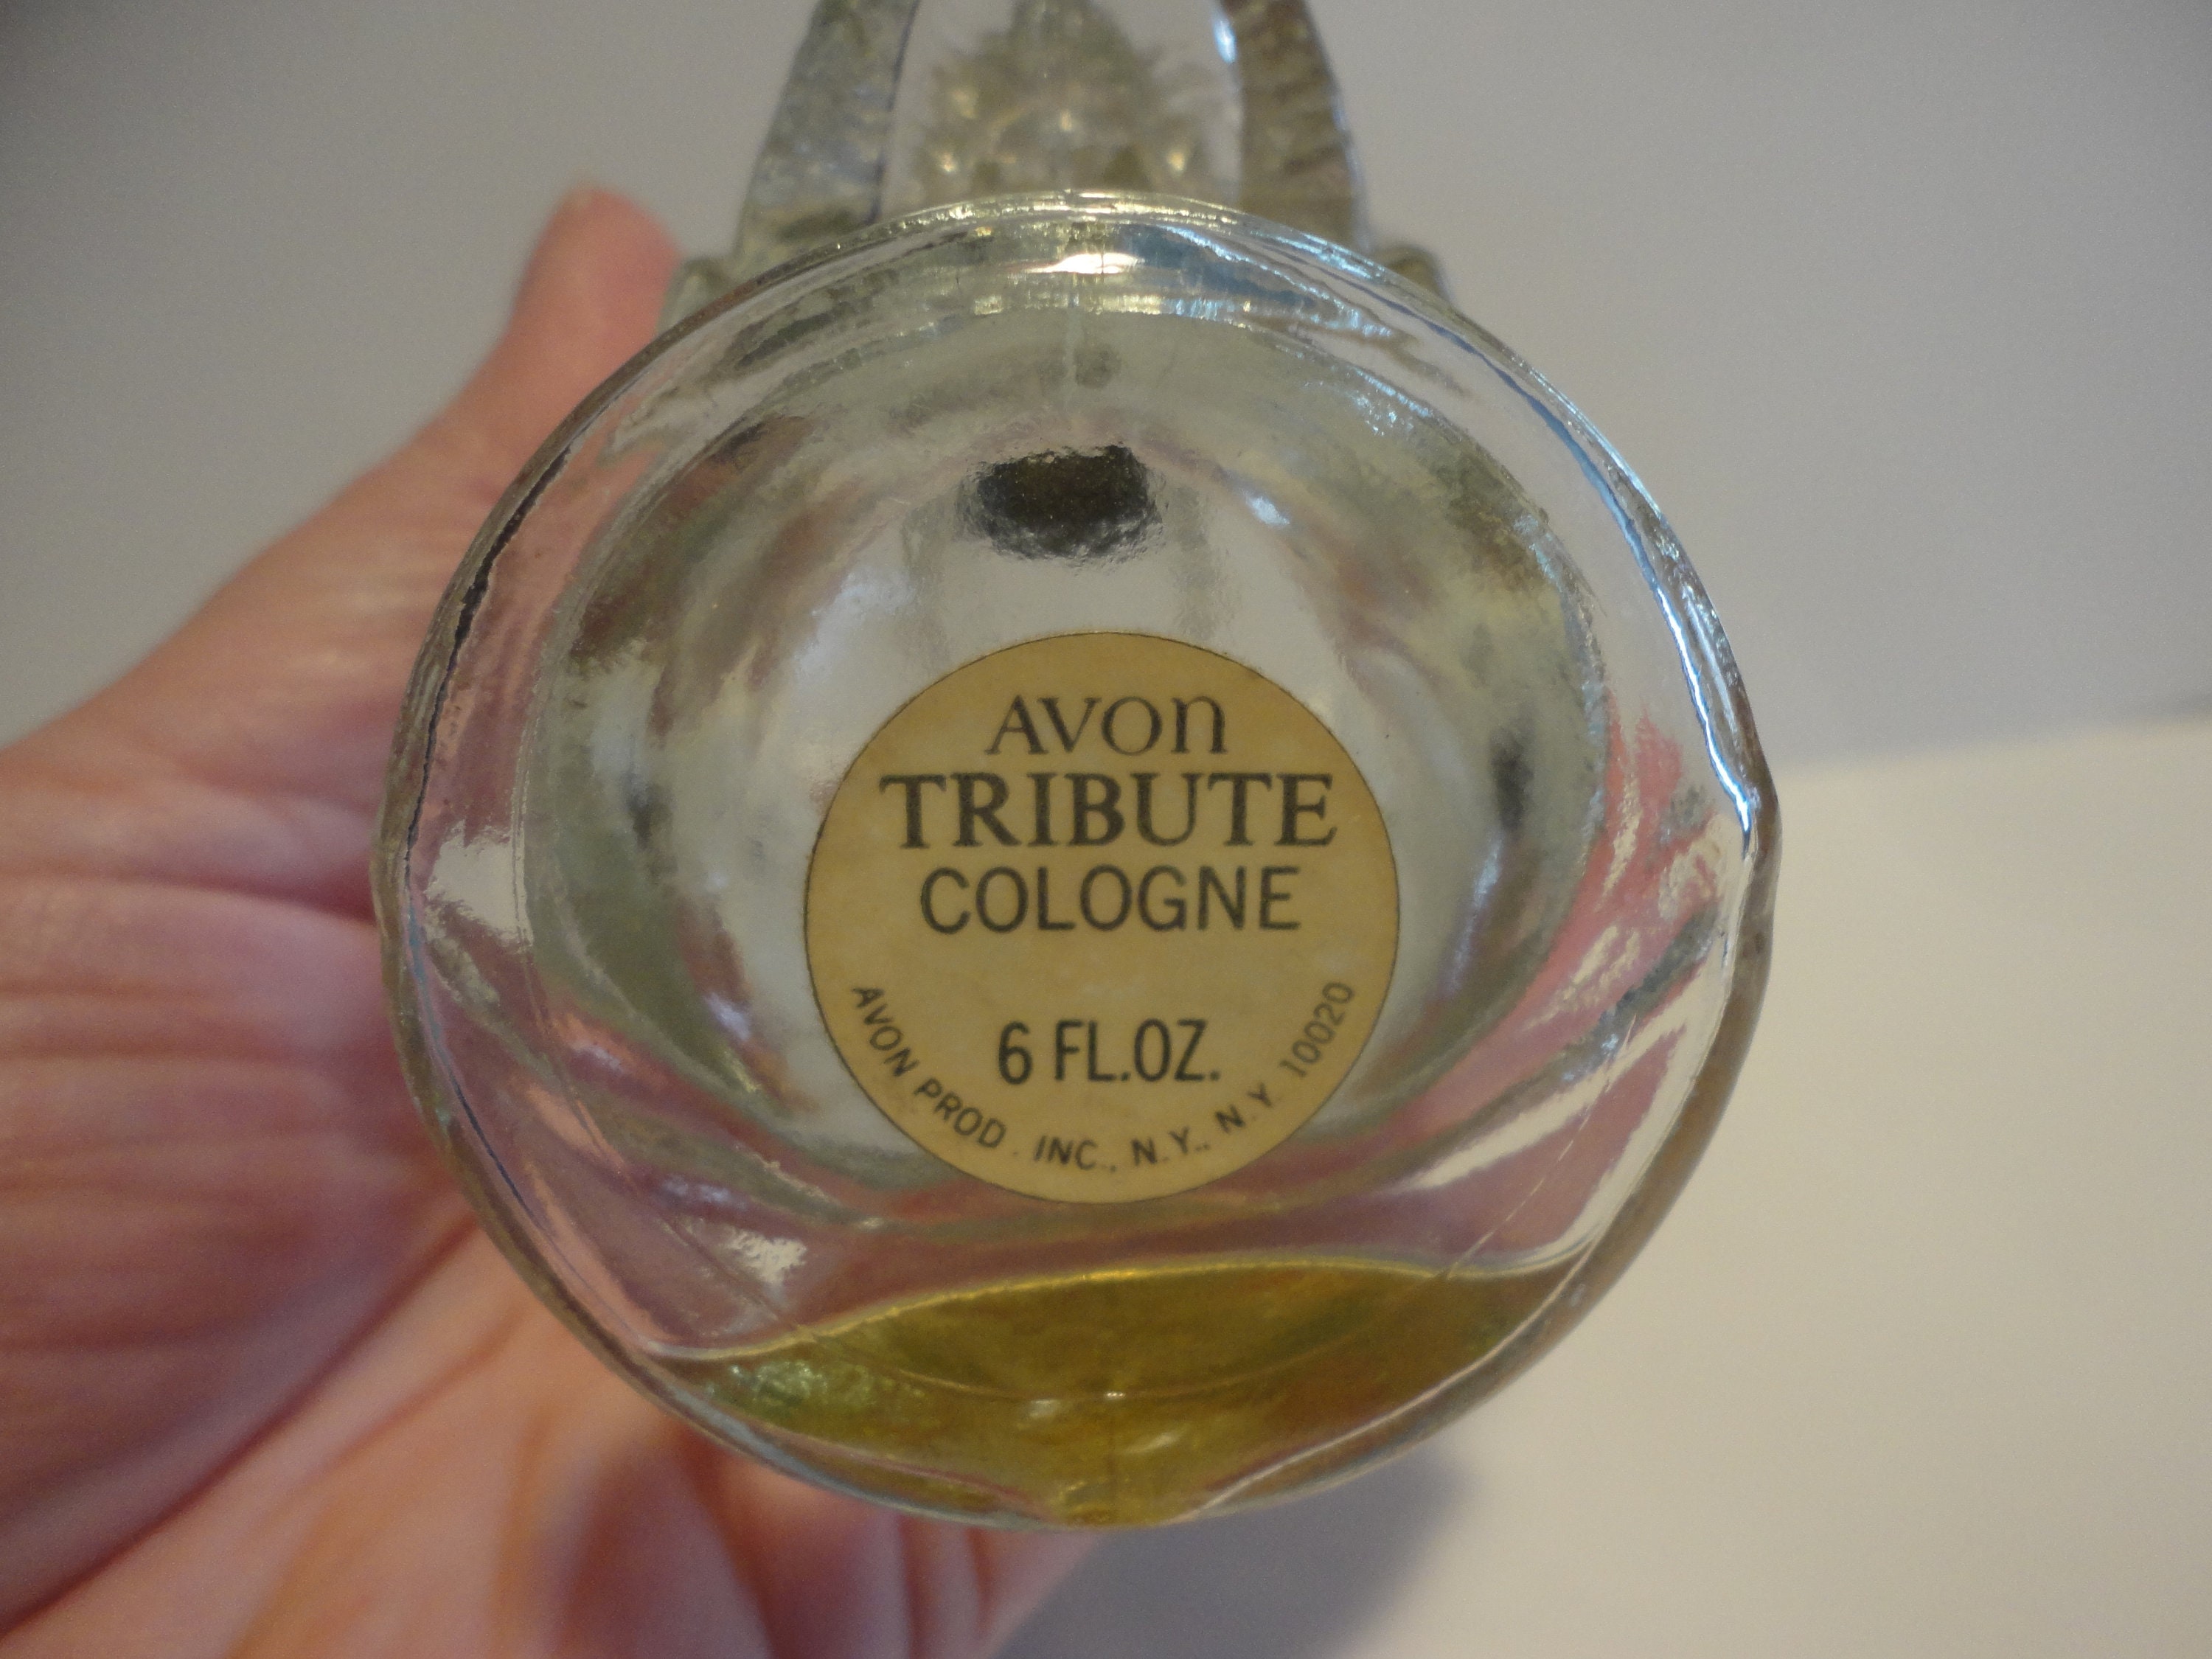 AVON
TRIBUTE
COLOGNE
6 FL.OZ.
AVON PROD. INC., N.Y., N.Y. 10020